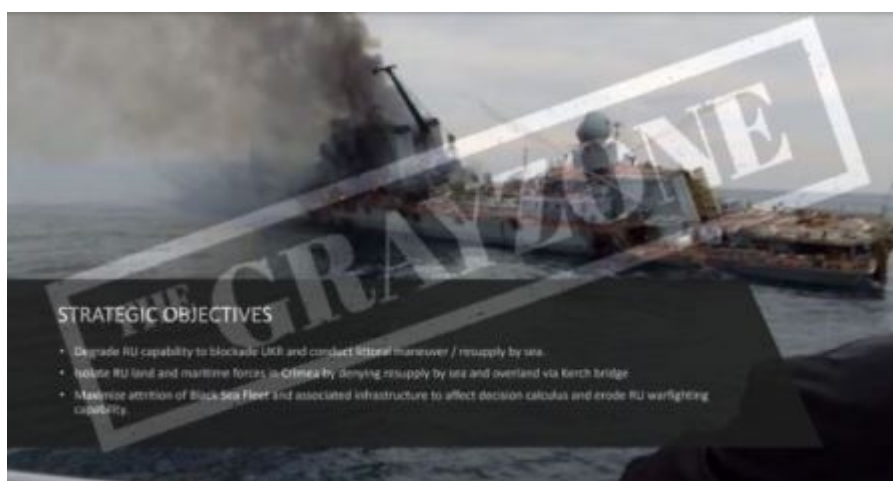 THE
GRAYZONE
STRATEGIC OBJECTIVES
• Degrade RU capability to blockade UKR and conduct littoral maneuver / resupply by sea.
• Isolate RU land and maritime forces in Crimea by denying resupply by sea and overland via Kerch bridge
• Maximize attrition of Black Sea Fleet and associated infrastructure to affect decision calculus and erode RU warfighting
capability.